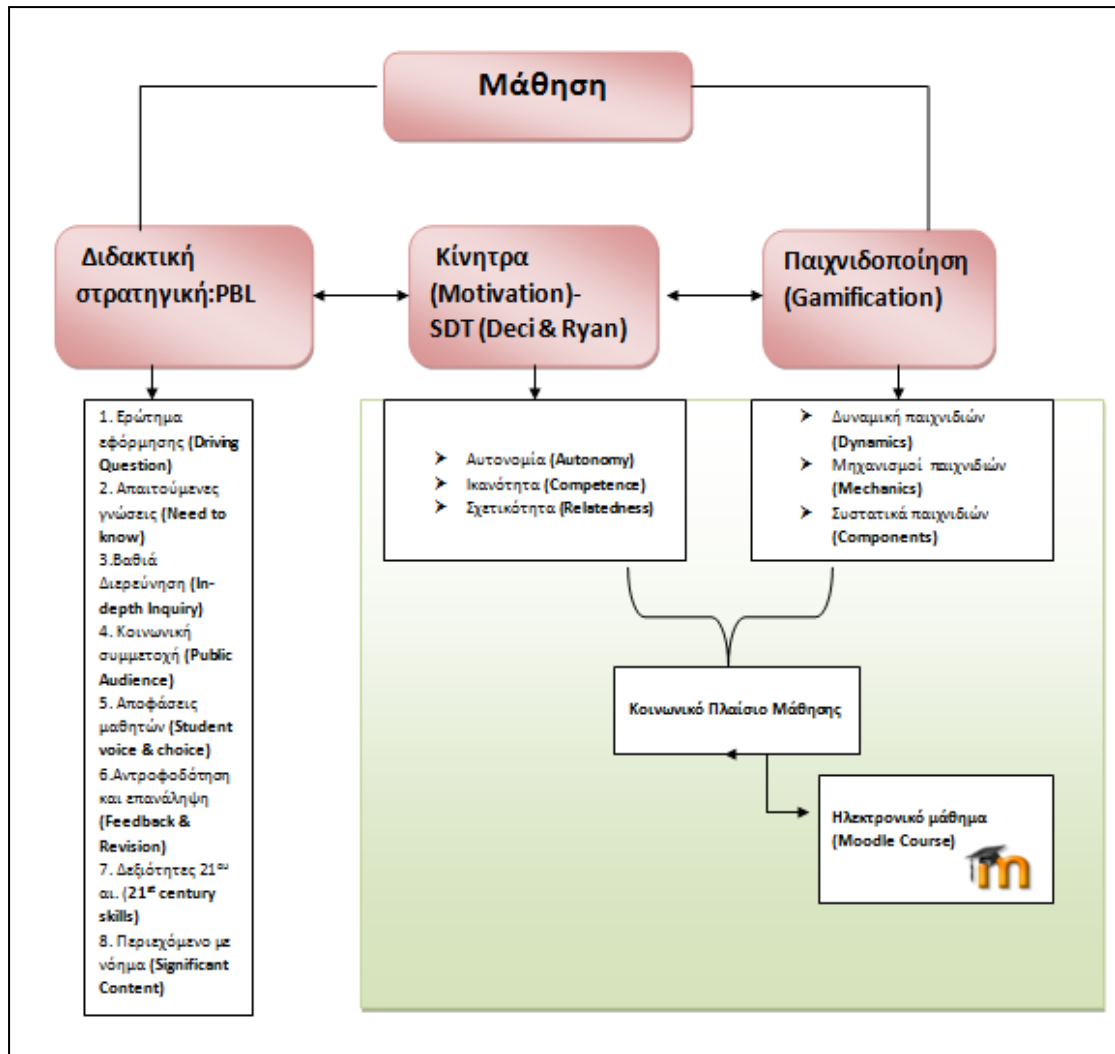 Μάθηση
Διδακτική
στρατηγική:PBL
Κίνητρα
(Motivation)-
SDT (Deci & Ryan)
Παιχνιδοποίηση
(Gamification)
1. Ερώτημα
εφόρμησης (Driving
Question)
2. Απαιτούμενες
γνώσεις (Need to
know)
3.Βαθιά
Διερεύνηση (In-
depth Inquiry)
4. Κοινωνική
συμμετοχή (Public
Audience)
5. Αποφάσεις
μαθητών (Student
voice & choice)
6.Αντροφοδότηση
και επανάληψη
(Feedback &
Revision)
7. Δεξιότητες 21ου
αι. (21st century
skills)
8. Περιεχόμενο με
νόημα (Significant
Content)
➤ Αυτονομία (Autonomy)
➤ Ικανότητα (Competence)
➤ Σχετικότητα (Relatedness)
➤ Δυναμική παιχνιδιών
(Dynamics)
➤ Μηχανισμοί παιχνιδιών
(Mechanics)
➤ Συστατικά παιχνιδιών
(Components)
Κοινωνικό Πλαίσιο Μάθησης
Ηλεκτρονικό μάθημα
(Moodle Course)
m